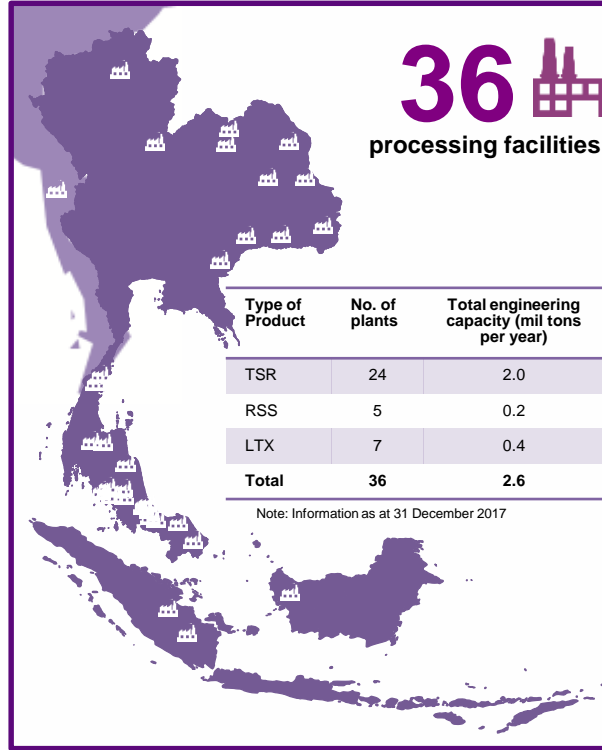 36
processing facilities
Type of Product No. of plants Total engineering capacity (mil tons per year)
TSR 24 2.0
RSS 5 0.2
LTX 7 0.4
Total 36 2.6
Note: Information as at 31 December 2017